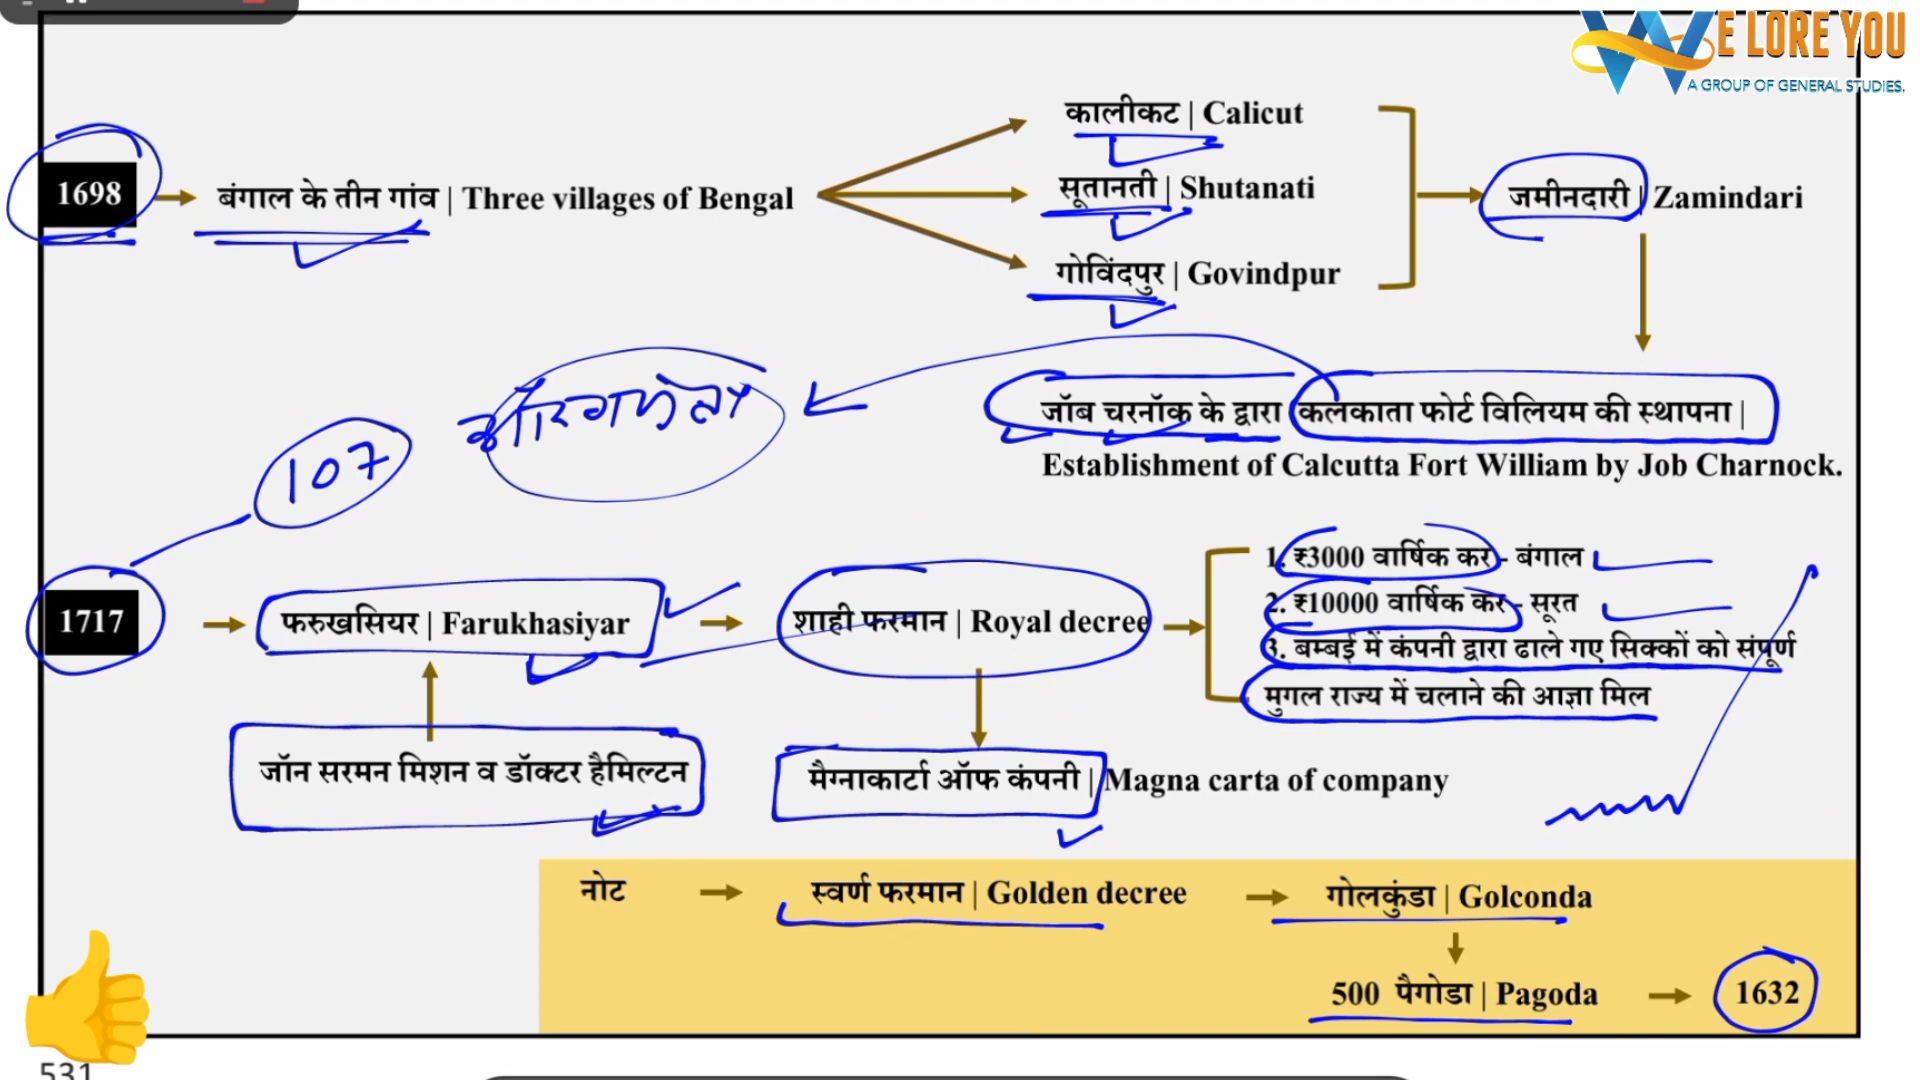 WE LORE YOU
A GROUP OF GENERAL STUDIES.
1698
बंगाल के तीन गांव | Three villages of Bengal
कालीकट | Calicut
सूतानती | Shutanati
गोविंदपुर | Govindpur
जमीनदारी | Zamindari
जॉब चरनॉक के द्वारा कलकाता फोर्ट विलियम की स्थापना |
Establishment of Calcutta Fort William by Job Charnock.
107
1717
फरुखसियर | Farukhasiyar
शाही फरमान | Royal decree
1. ₹3000 वार्षिक कर - बंगाल
2. ₹10000 वार्षिक कर - सूरत
3. बम्बई में कंपनी द्वारा ढाले गए सिक्कों को संपूर्ण
मुगल राज्य में चलाने की आज्ञा मिल
जॉन सरमन मिशन व डॉक्टर हैमिल्टन
मैग्नाकार्टा ऑफ कंपनी | Magna carta of company
नोट
स्वर्ण फरमान | Golden decree
गोलकुंडा | Golconda
500 पैगोडा | Pagoda
1632
531